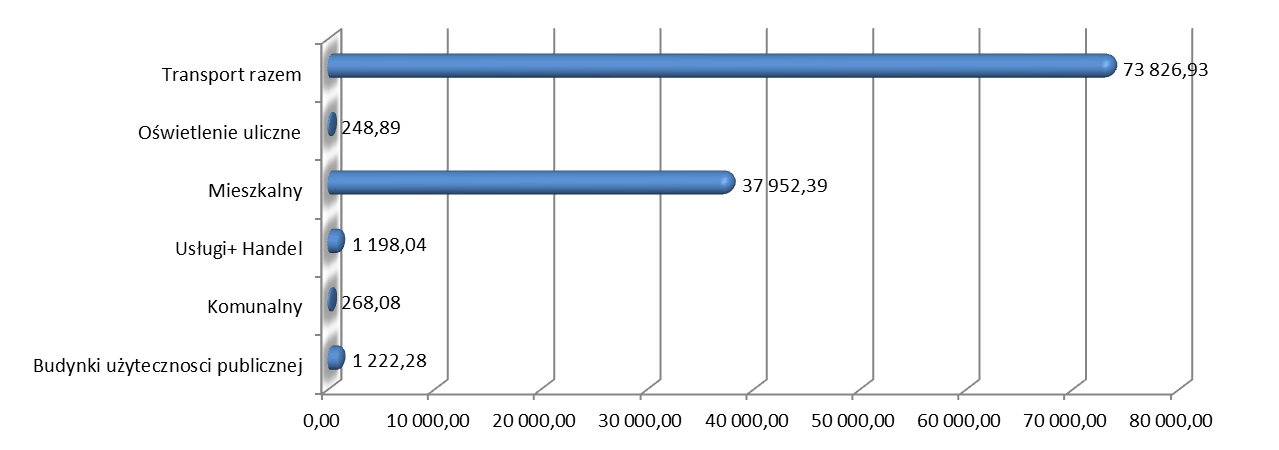 Transport razem
73 826,93
Oświetlenie uliczne
248,89
Mieszkalny
37 952,39
Usługi+ Handel
1 198,04
Komunalny
268,08
Budynki użytecznosci publicznej
1 222,28
0,00 10 000,00 20 000,00 30 000,00 40 000,00 50 000,00 60 000,00 70 000,00 80 000,00